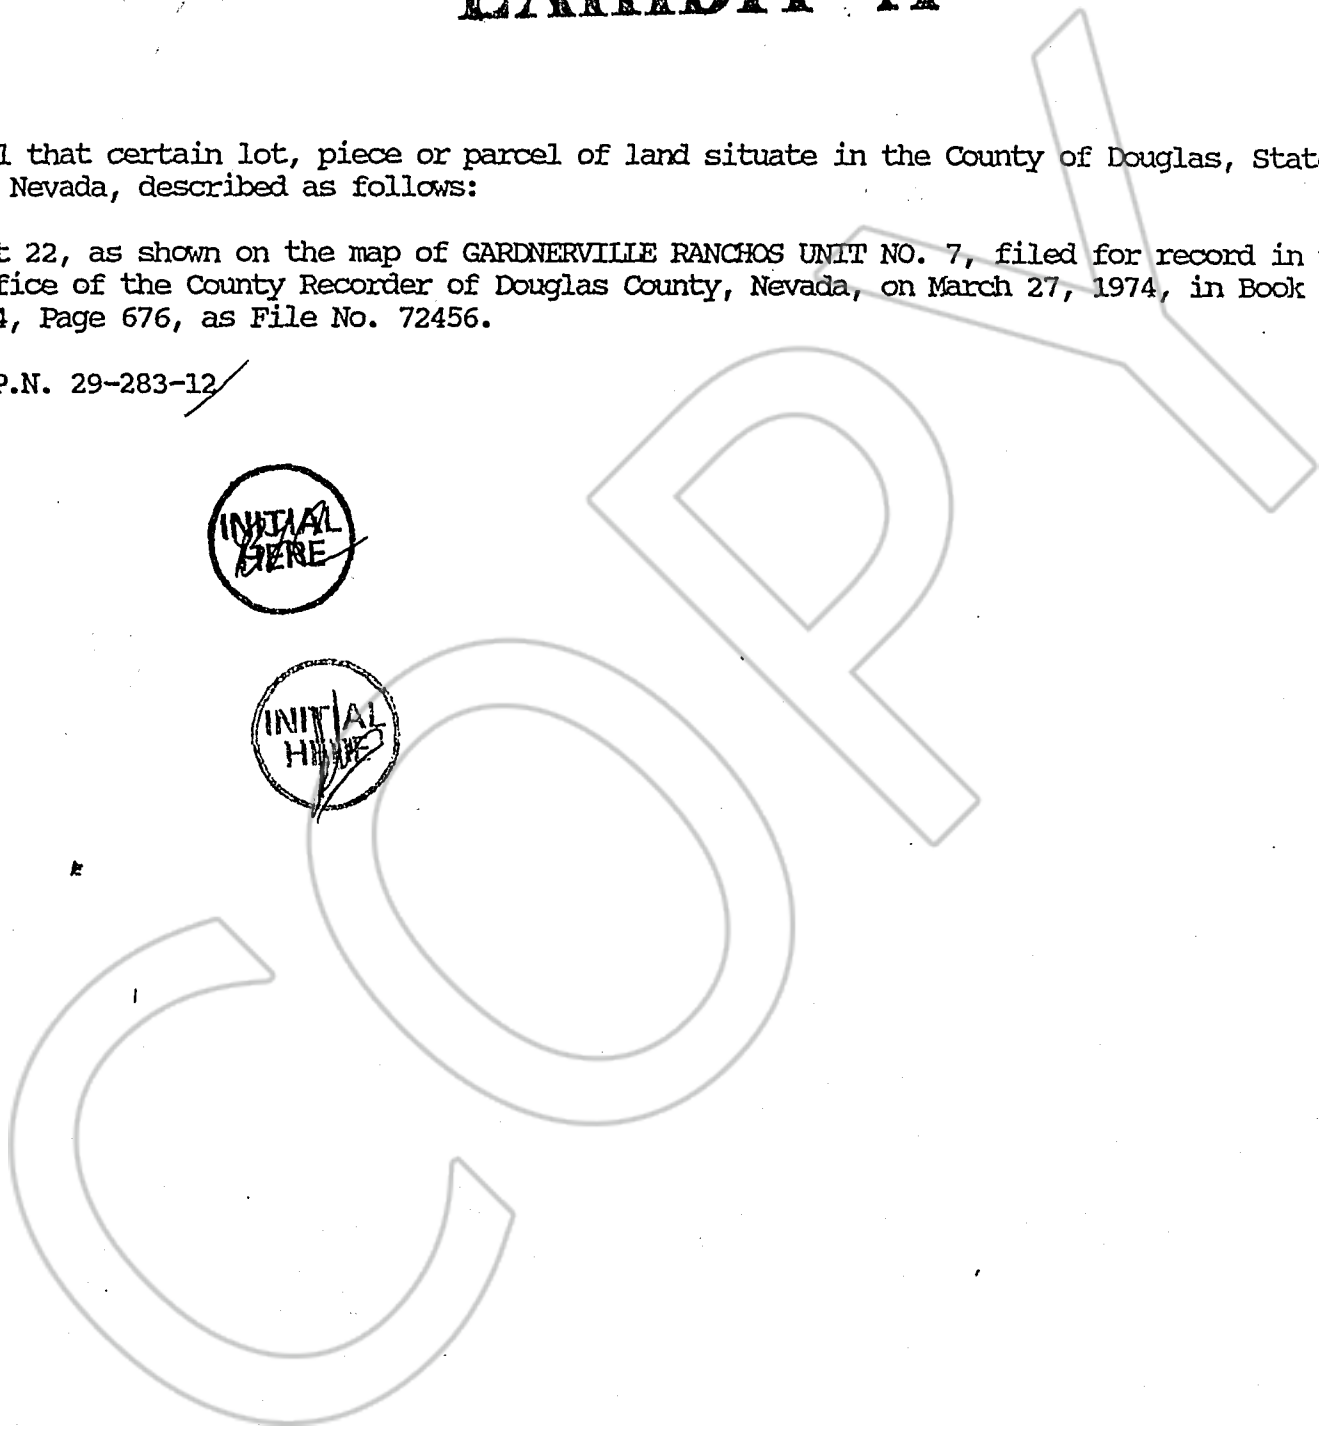 EXHIBIT A
l that certain lot, piece or parcel of land situate in the County of Douglas, State
Nevada, described as follows:
t 22, as shown on the map of GARDNERVILLE RANCHOS UNIT NO. 7, filed for record in
fice of the County Recorder of Douglas County, Nevada, on March 27, 1974, in Book
4, Page 676, as File No. 72456.
P.N. 29-283-12
INITIAL
HERE
INITIAL
HERE
COPY